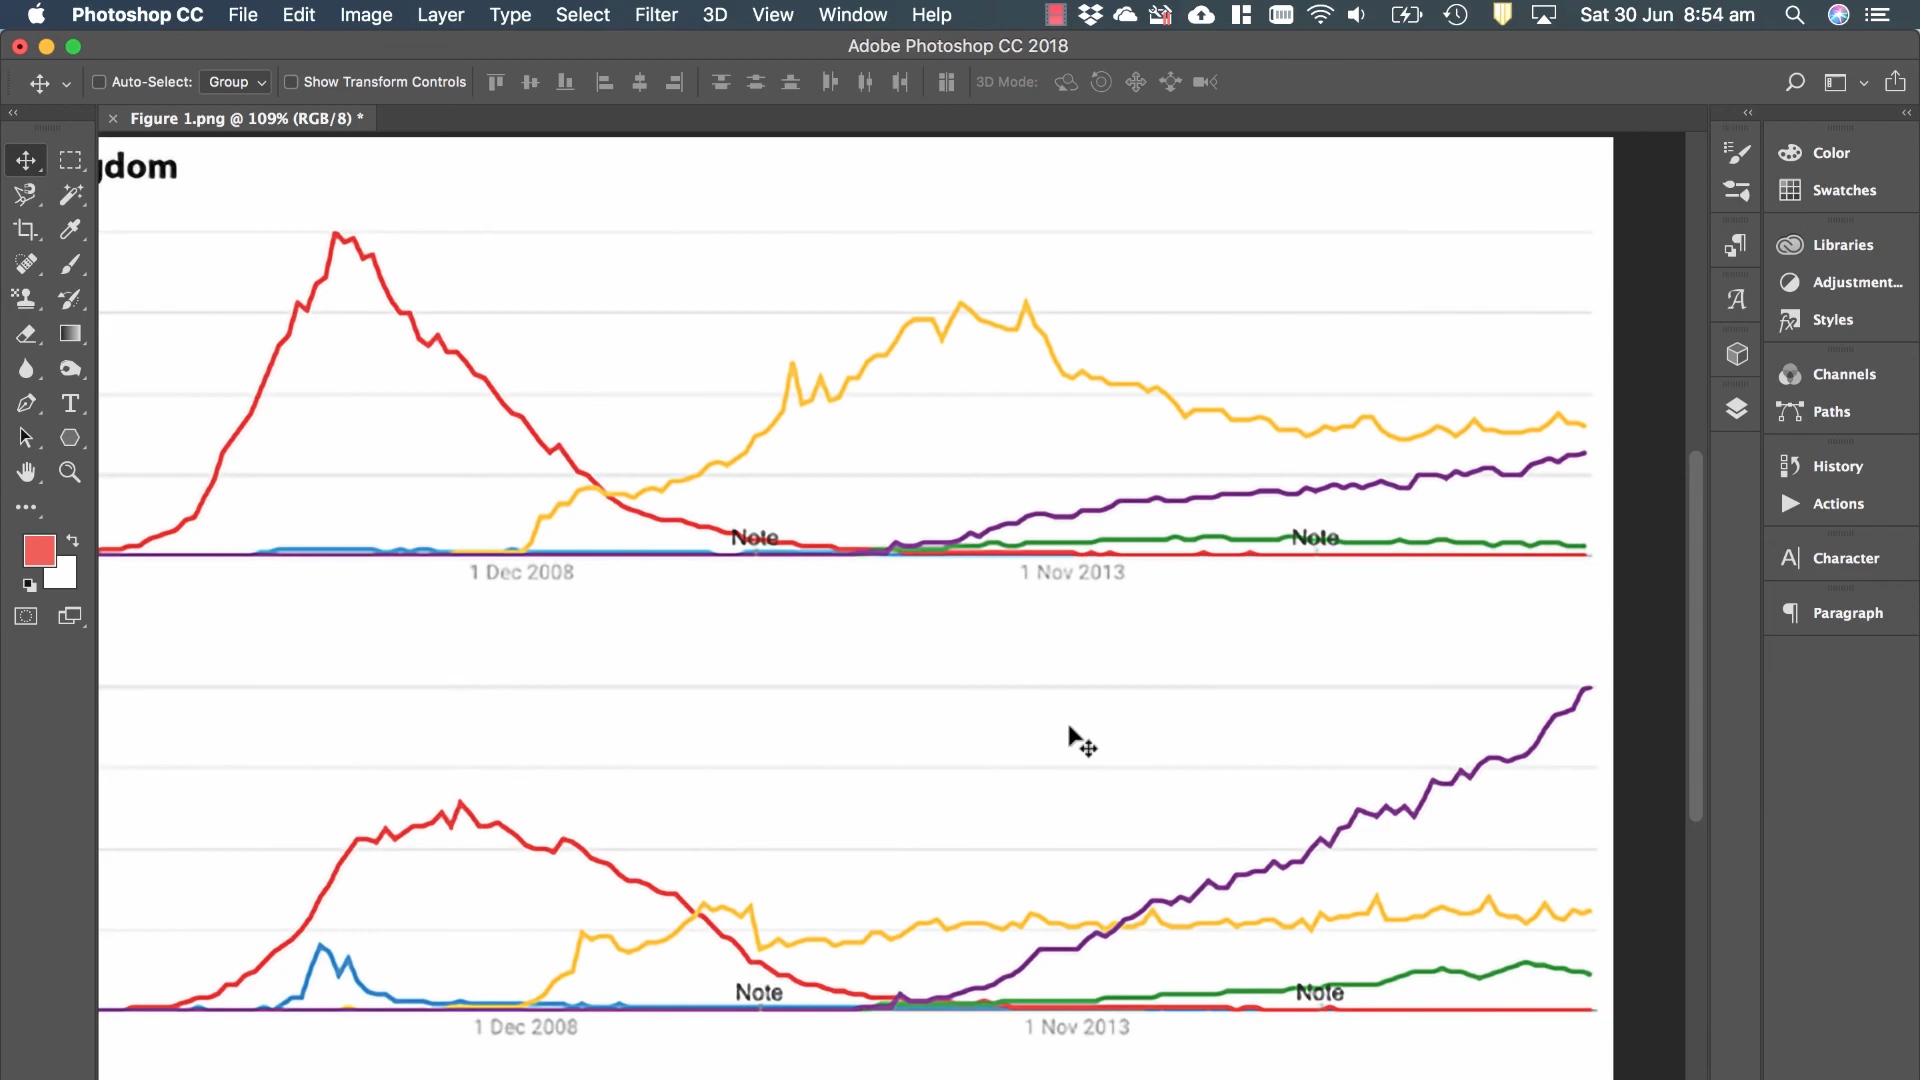 Photoshop CC File Edit Image Layer Type Select Filter 3D View Window Help Sat 30 Jun 8:54 am
Adobe Photoshop CC 2018
Auto-Select: Group Show Transform Controls 3D Mode:
Figure 1.png @ 109% (RGB/8) *
gdom
Note Note
1 Dec 2008 1 Nov 2013
Note Note
1 Dec 2008 1 Nov 2013
Color
Swatches
Libraries
Adjustment...
Styles
Channels
Paths
History
Actions
Character
Paragraph